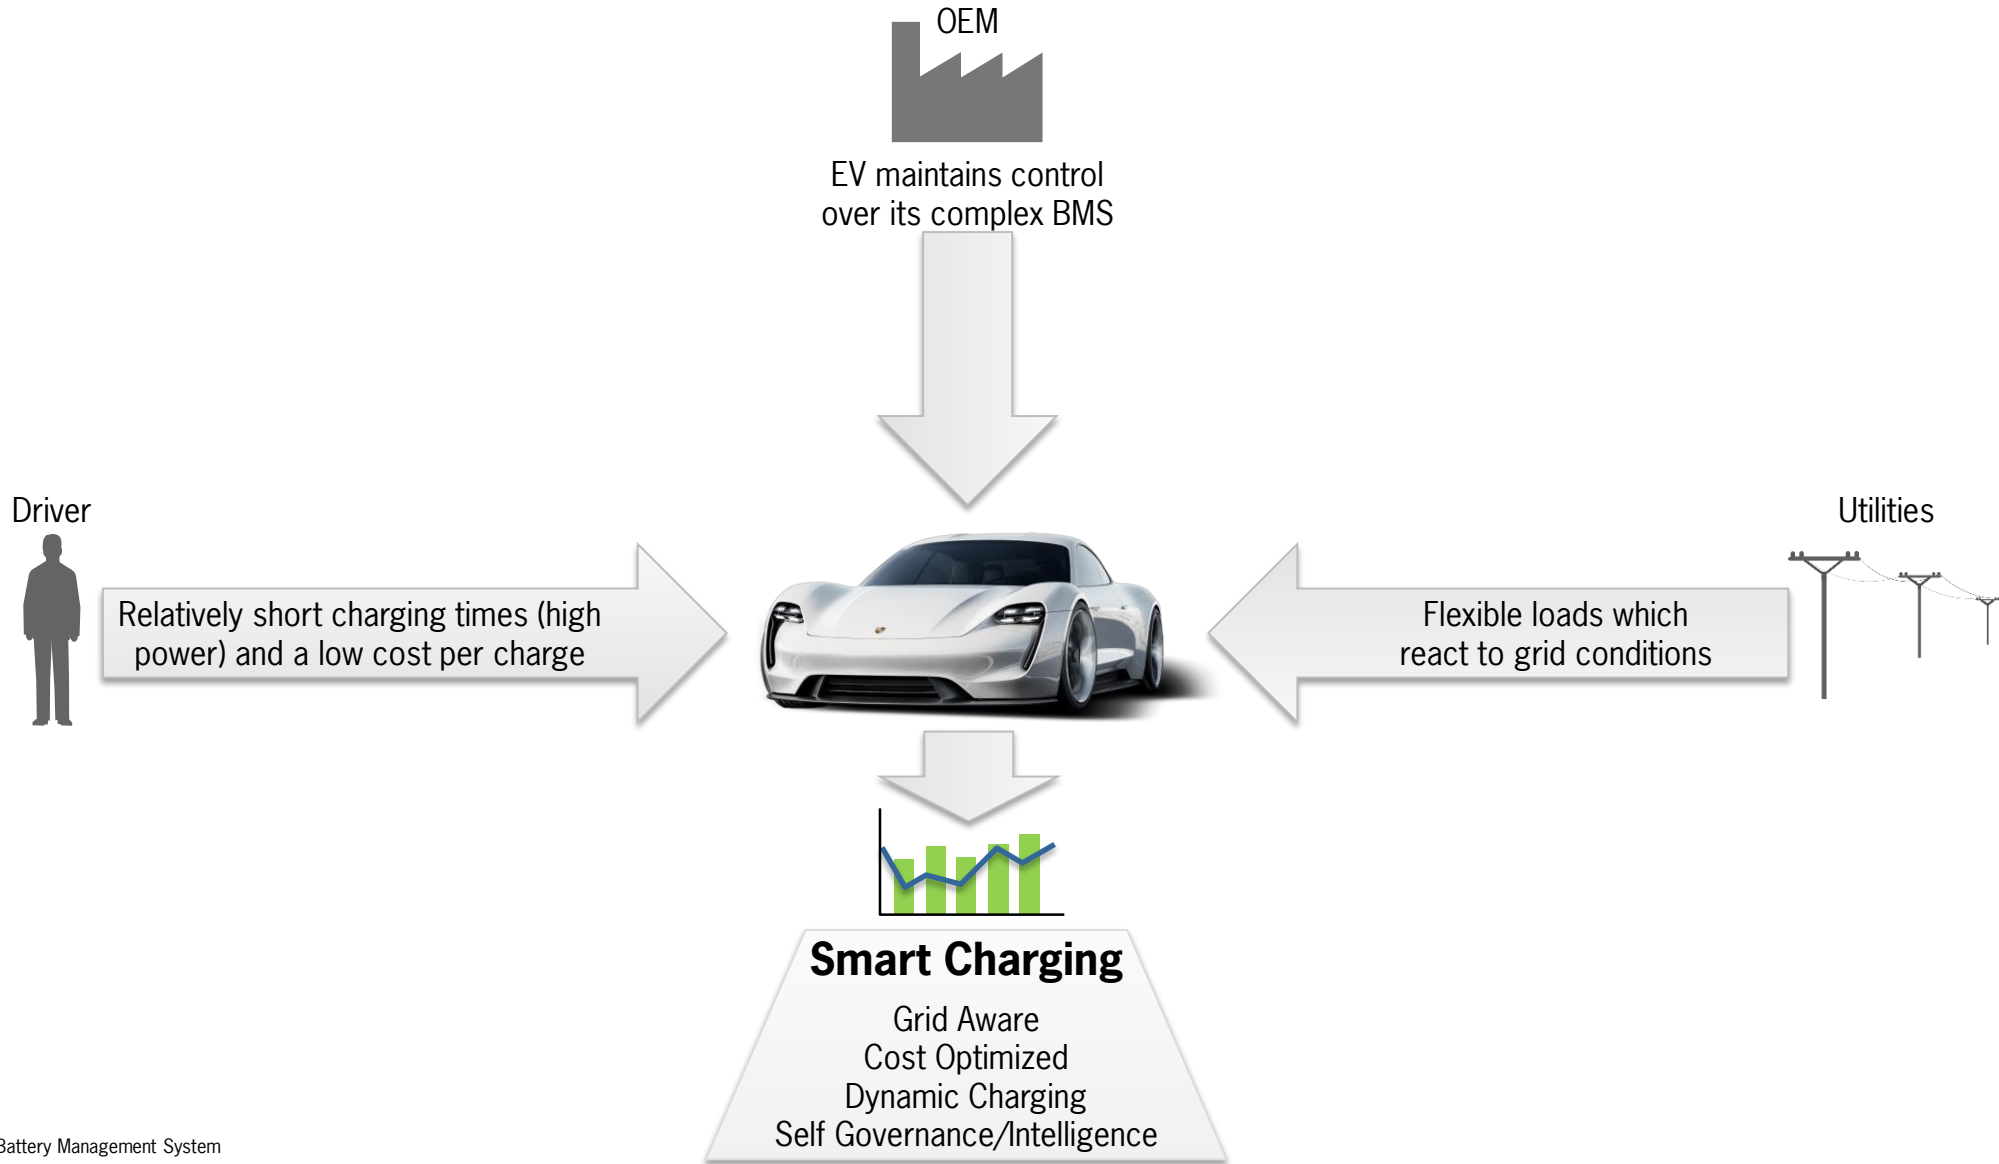 OEM
EV maintains control
over its complex BMS
Driver
Relatively short charging times (high
power) and a low cost per charge
Utilities
Flexible loads which
react to grid conditions
Smart Charging
Grid Aware
Cost Optimized
Dynamic Charging
Self Governance/Intelligence
Battery Management System